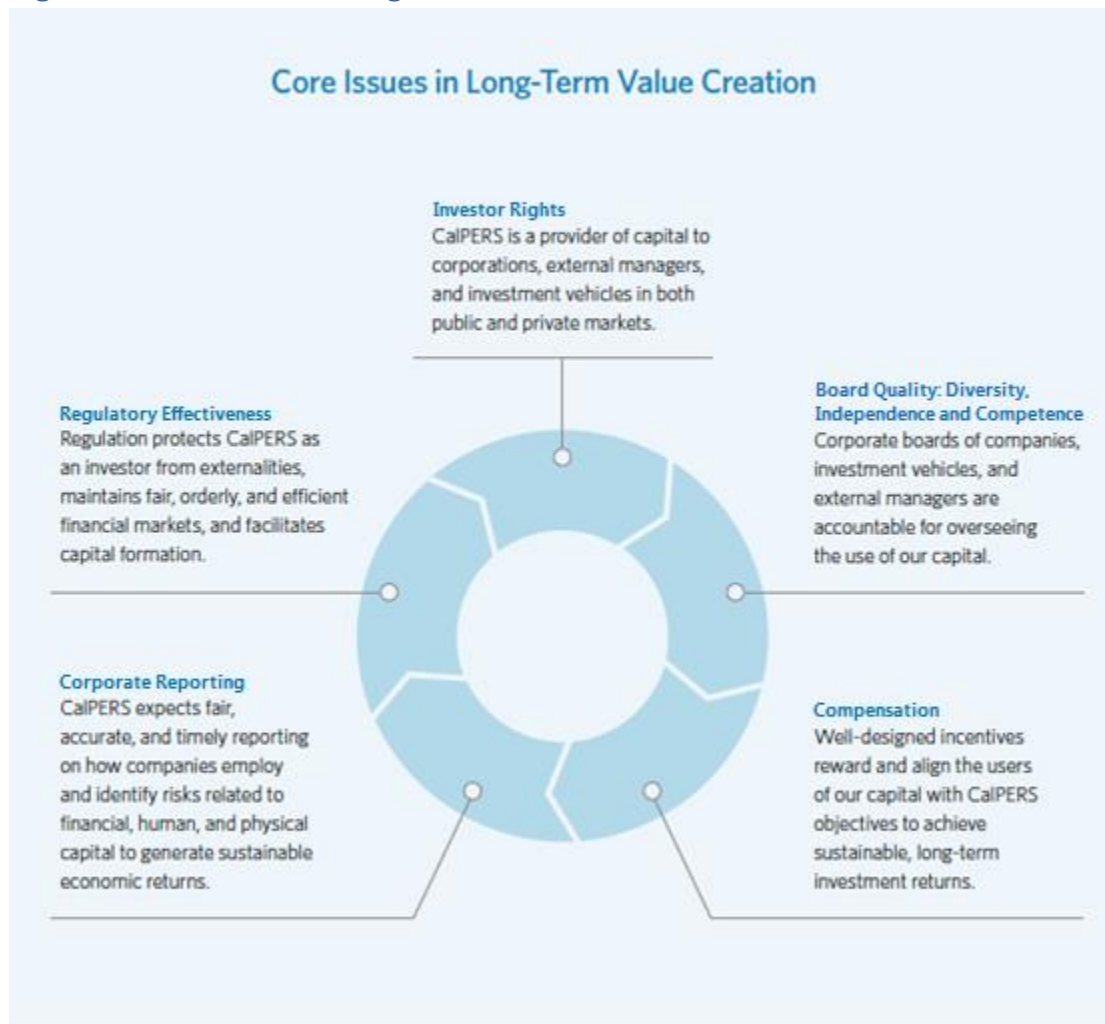 Core Issues in Long-Term Value Creation
Investor Rights
CalPERS is a provider of capital to
corporations, external managers,
and investment vehicles in both
public and private markets.
Board Quality: Diversity,
Independence and Competence
Corporate boards of companies,
investment vehicles, and
external managers are
accountable for overseeing
the use of our capital.
Compensation
Well-designed incentives
reward and align the users
of our capital with CalPERS
objectives to achieve
sustainable, long-term
investment returns.
Corporate Reporting
CalPERS expects fair,
accurate, and timely reporting
on how companies employ
and identify risks related to
financial, human, and physical
capital to generate sustainable
economic returns.
Regulatory Effectiveness
Regulation protects CalPERS as
an investor from externalities,
maintains fair, orderly, and efficient
financial markets, and facilitates
capital formation.